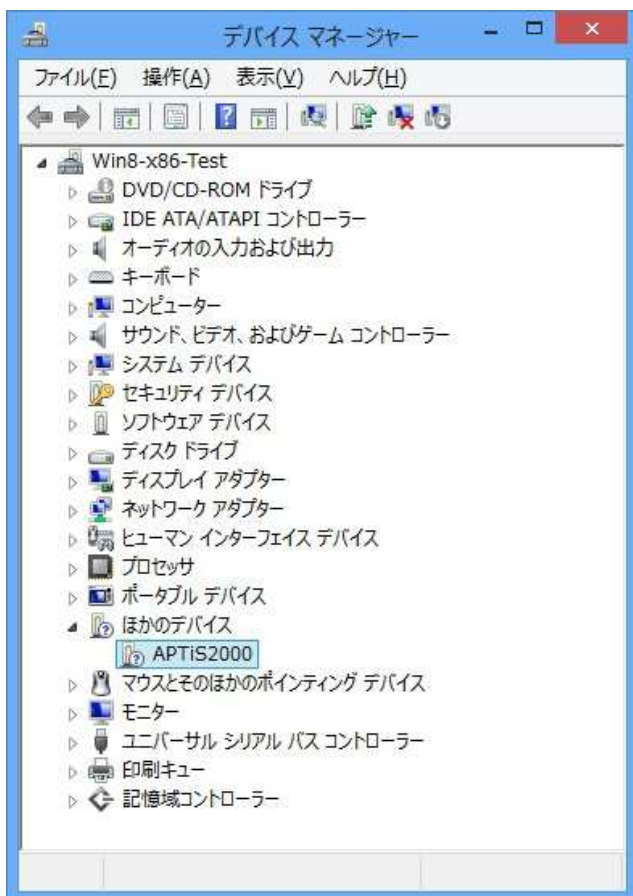 デバイス マネージャー
ファイル(F) 操作(A) 表示(V) ヘルプ(H)
Win8-x86-Test
DVD/CD-ROM ドライブ
IDE ATA/ATAPI コントローラー
オーディオの入力および出力
キーボード
コンピューター
サウンド、ビデオ、およびゲーム コントローラー
システム デバイス
セキュリティ デバイス
ソフトウェア デバイス
ディスク ドライブ
ディスプレイ アダプター
ネットワーク アダプター
ヒューマン インターフェイス デバイス
プロセッサ
ポータブル デバイス
ほかのデバイス
APTiS2000
マウスとそのほかのポインティング デバイス
モニター
ユニバーサル シリアル バス コントローラー
印刷キュー
記憶域コントローラー